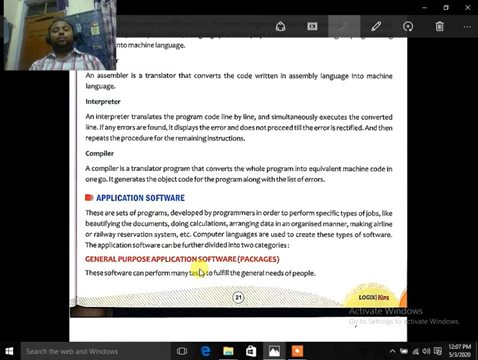 into machine language.
An assembler is a translator that converts the code written in assembly language into machine
language.
Interpreter
An interpreter translates the program code line by line, and simultaneously executes the converted
line. If any errors are found, it displays the error and does not proceed till the error is rectified. And then
repeats the procedure for the remaining instructions.
Compiler
A compiler is a translator program that converts the whole program into equivalent machine code in
one go. It generates the object code for the program along with the list of errors.
APPLICATION SOFTWARE
These are sets of programs, developed by programmers in order to perform specific types of jobs, like
beautifying the documents, doing calculations, arranging data in an organised manner, making airline
or railway reservation system, etc. Computer languages are used to create these types of software.
The application software can be further divided into two categories :
GENERAL PURPOSE APPLICATION SOFTWARE (PACKAGES)
These software can perform many tasks to fulfill the general needs of people.
21
LOGIX Kips
Activate Windows
Go to Settings to activate Windows.
Search the web and Windows
12:07 PM
5/3/2020